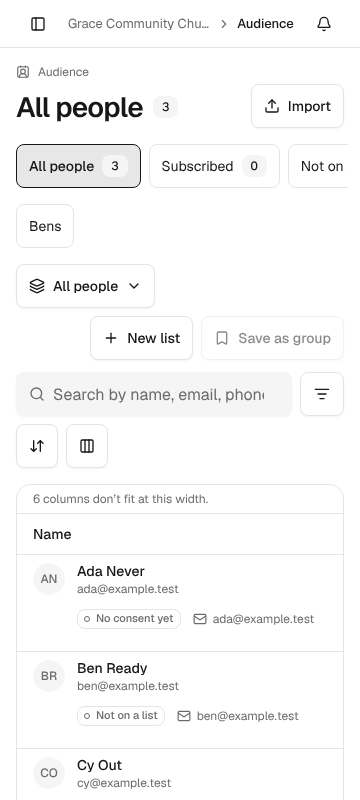 Grace Community Chu... > Audience
Audience
All people 3
Import
All people 3
Subscribed 0
Not on
Bens
All people
New list
Save as group
Search by name, email, phone
6 columns don't fit at this width.
Name
AN
Ada Never
ada@example.test
No consent yet
ada@example.test
BR
Ben Ready
ben@example.test
Not on a list
ben@example.test
CO
Cy Out
cy@example.test